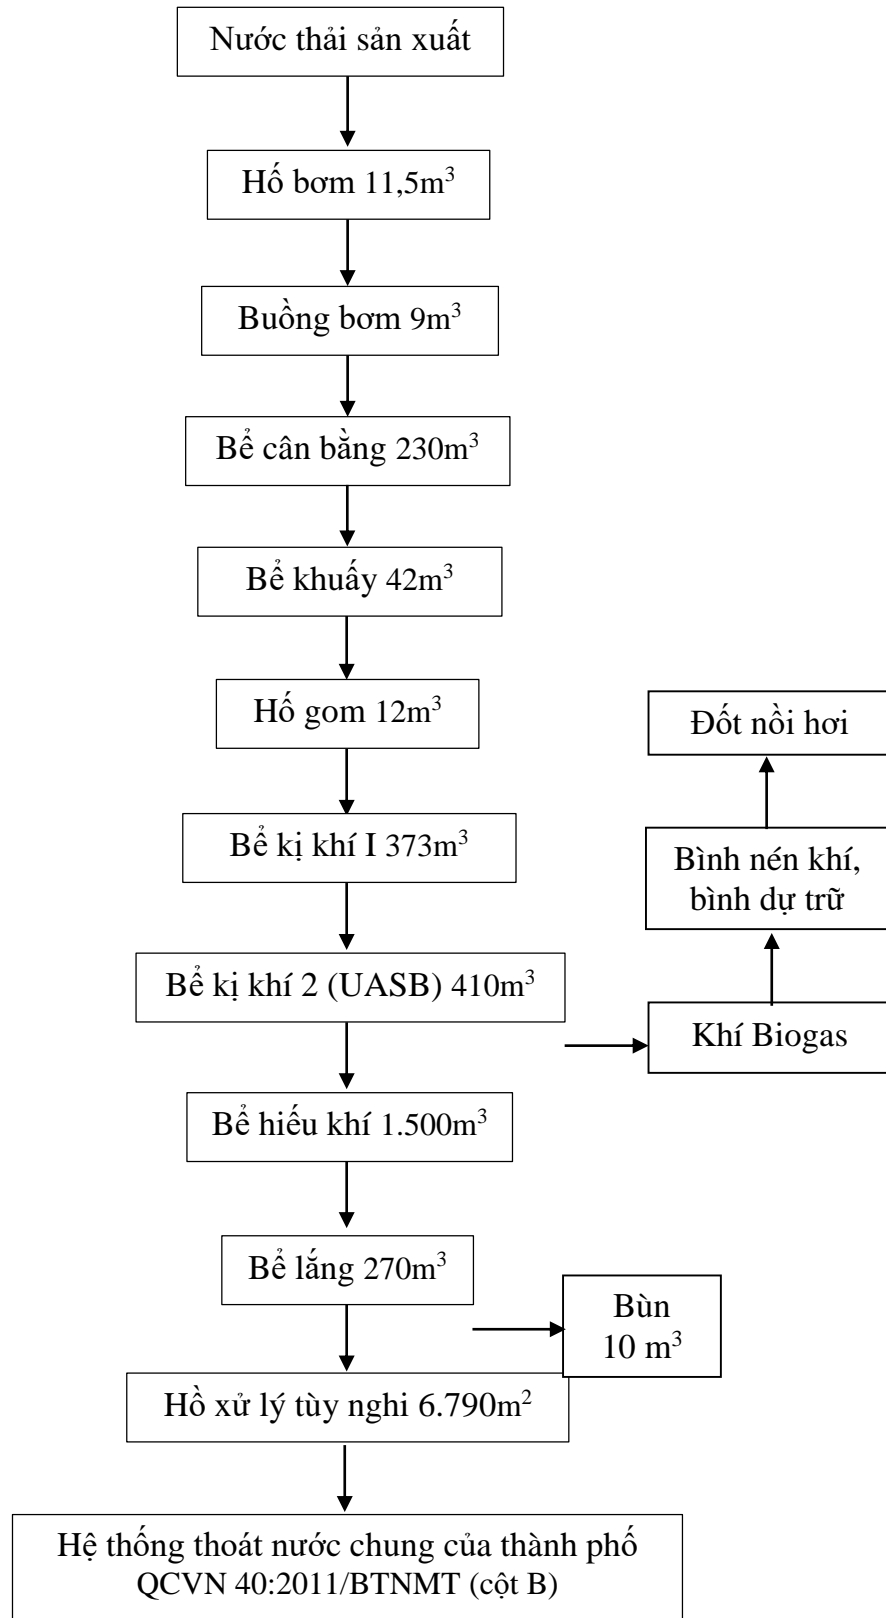 Nước thải sản xuất
Hố bơm 11,5m³
Buồng bơm 9m³
Bể cân bằng 230m³
Bể khuấy 42m³
Hố gom 12m³
Đốt nồi hơi
Bể kị khí I 373m³
Bình nén khí,
bình dự trữ
Bể kị khí 2 (UASB) 410m³
Khí Biogas
Bể hiếu khí 1.500m³
Bể lắng 270m³
Bùn
10 m³
Hồ xử lý tùy nghi 6.790m²
Hệ thống thoát nước chung của thành phố
QCVN 40:2011/BTNMT (cột B)